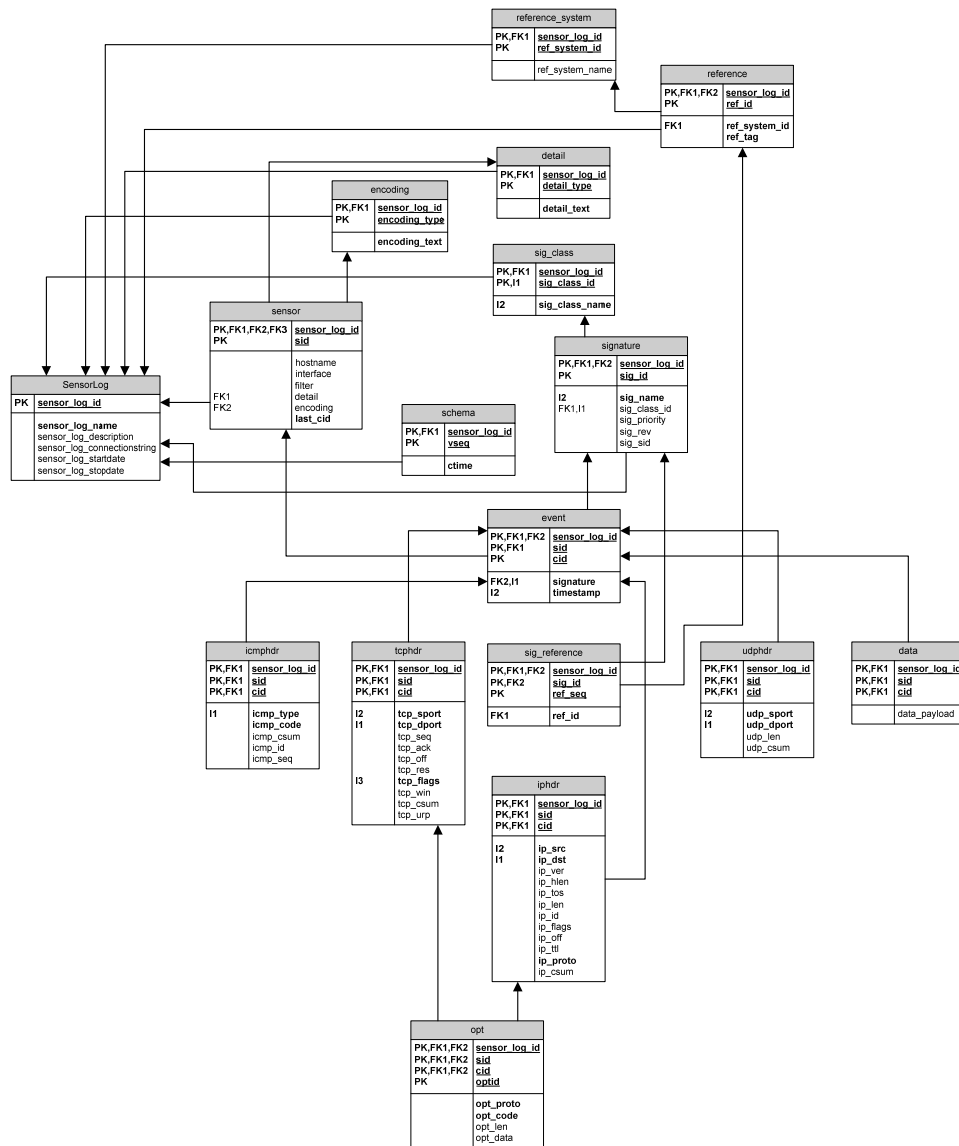 reference_system
PK,FK1 sensor_log_id
PK ref_system_id
ref_system_name
reference
PK,FK1,FK2 sensor_log_id
PK ref_id
FK1 ref_system_id
ref_tag
detail
PK,FK1 sensor_log_id
PK detail_type
detail_text
encoding
PK,FK1 sensor_log_id
PK encoding_type
encoding_text
sig_class
PK,FK1 sensor_log_id
PK,I1 sig_class_id
I2 sig_class_name
sensor
PK,FK1,FK2,FK3 sensor_log_id
PK sid
hostname
interface
filter
FK1 detail
FK2 encoding
last_cid
signature
PK,FK1,FK2 sensor_log_id
PK sig_id
I2 sig_name
FK1,I1 sig_class_id
sig_priority
sig_rev
sig_sid
SensorLog
PK sensor_log_id
sensor_log_name
sensor_log_description
sensor_log_connectionstring
sensor_log_startdate
sensor_log_stopdate
schema
PK,FK1 sensor_log_id
PK vseq
ctime
event
PK,FK1,FK2 sensor_log_id
PK,FK1 sid
PK cid
FK2,I1 signature
I2 timestamp
icmphdr
PK,FK1 sensor_log_id
PK,FK1 sid
PK,FK1 cid
I1 icmp_type
icmp_code
icmp_csum
icmp_id
icmp_seq
tcphdr
PK,FK1 sensor_log_id
PK,FK1 sid
PK,FK1 cid
I2 tcp_sport
I1 tcp_dport
tcp_seq
tcp_ack
tcp_off
tcp_res
I3 tcp_flags
tcp_win
tcp_csum
tcp_urp
sig_reference
PK,FK1,FK2 sensor_log_id
PK,FK2 sig_id
PK ref_seq
FK1 ref_id
udphdr
PK,FK1 sensor_log_id
PK,FK1 sid
PK,FK1 cid
I2 udp_sport
I1 udp_dport
udp_len
udp_csum
data
PK,FK1 sensor_log_id
PK,FK1 sid
PK,FK1 cid
data_payload
iphdr
PK,FK1 sensor_log_id
PK,FK1 sid
PK,FK1 cid
I2 ip_src
I1 ip_dst
ip_ver
ip_hlen
ip_tos
ip_len
ip_id
ip_flags
ip_off
ip_ttl
ip_proto
ip_csum
opt
PK,FK1,FK2 sensor_log_id
PK,FK1,FK2 sid
PK,FK1,FK2 cid
PK optid
opt_proto
opt_code
opt_len
opt_data